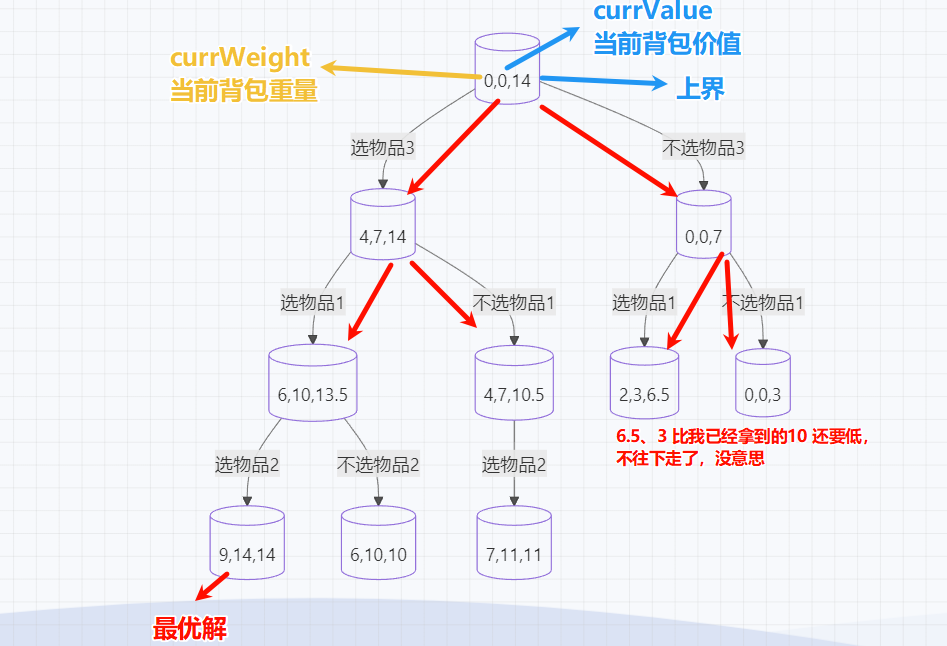 currValue
当前背包价值
currWeight
当前背包重量
0,0,14
上界
选物品3
不选物品3
4,7,14
0,0,7
选物品1
不选物品1
选物品1
不选物品1
6,10,13.5
4,7,10.5
2,3,6.5
0,0,3
6.5、3 比我已经拿到的10 还要低，
不往下走了，没意思
选物品2
不选物品2
选物品2
9,14,14
6,10,10
7,11,11
最优解